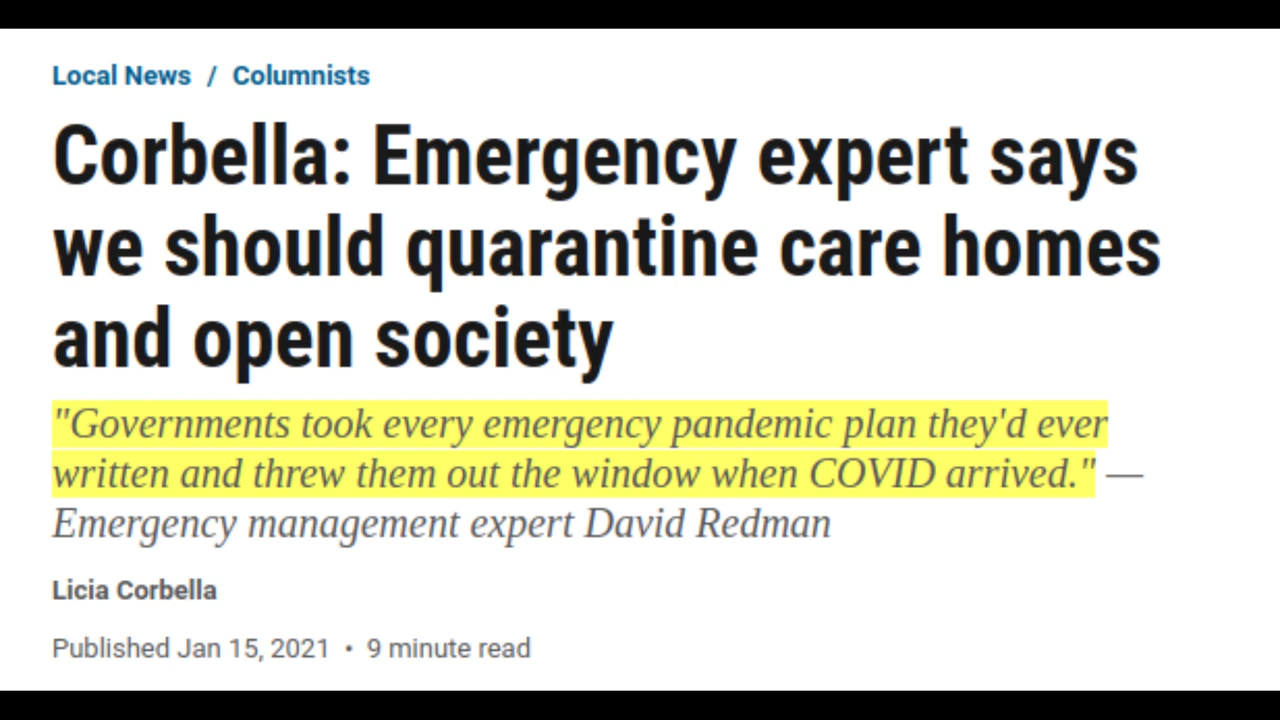 Local News / Columnists
Corbella: Emergency expert says
we should quarantine care homes
and open society
"Governments took every emergency pandemic plan they'd ever
written and threw them out the window when COVID arrived." —
Emergency management expert David Redman
Licia Corbella
Published Jan 15, 2021 • 9 minute read